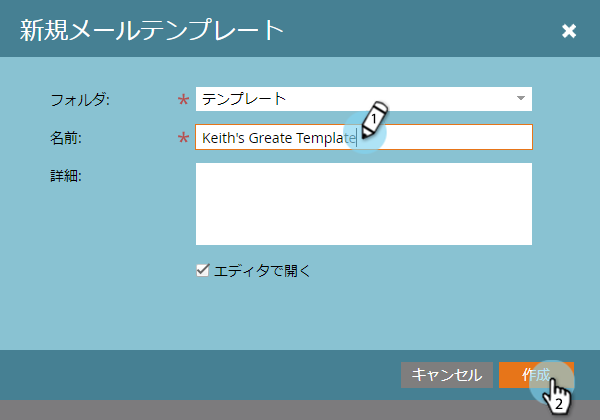 新規メールテンプレート
フォルダ: * テンプレート
名前: * Keith's Greate Template
1
詳細:
エディタで開く
キャンセル 作成
2